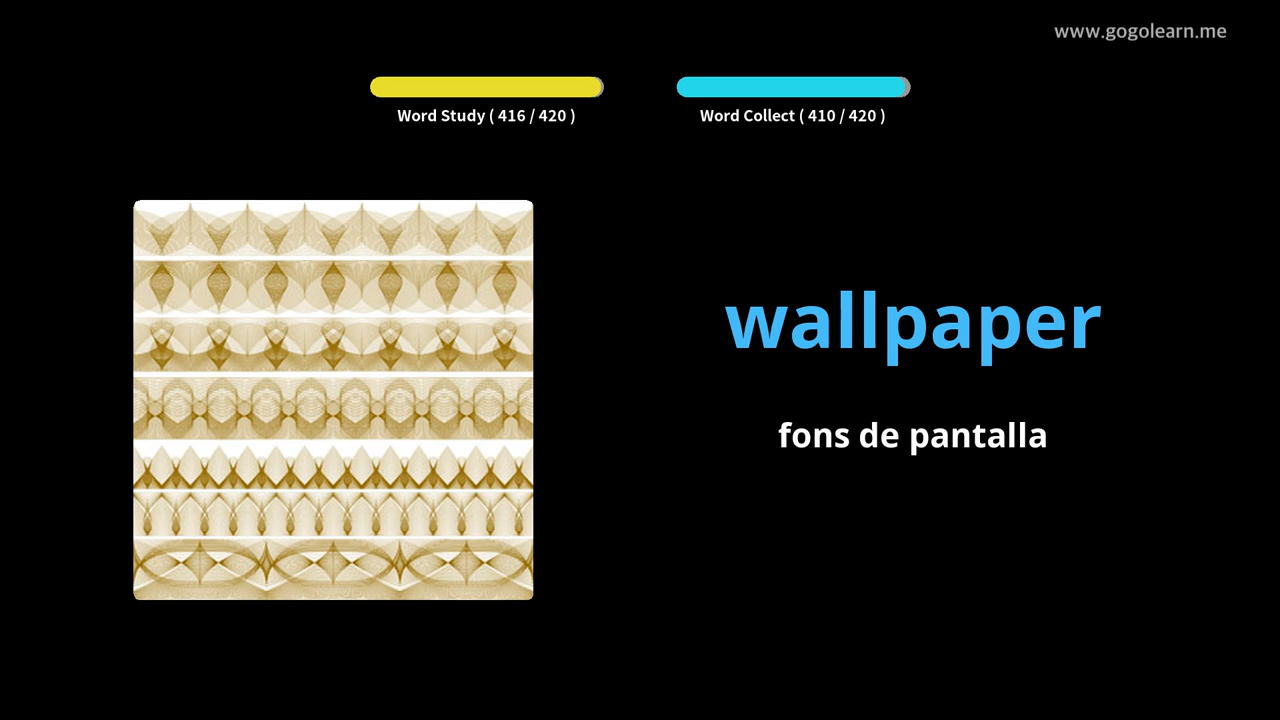 www.gogolearn.me
Word Study ( 416 / 420 )
Word Collect ( 410 / 420 )
wallpaper
fons de pantalla